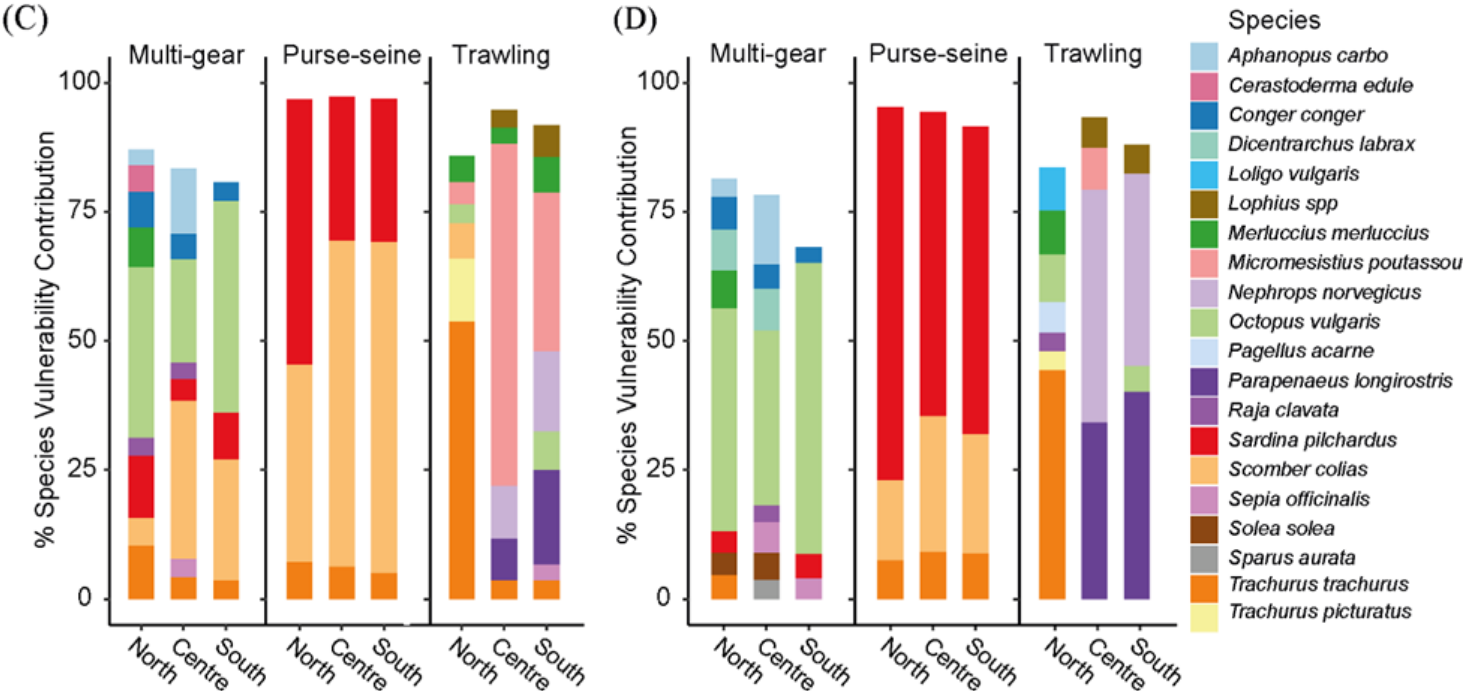 (C)
Multi-gear
Purse-seine
Trawling
% Species Vulnerability Contribution
100
75
50
25
0
North
Centre
South
North
Centre
South
North
Centre
South
(D)
Multi-gear
Purse-seine
Trawling
% Species Vulnerability Contribution
100
75
50
25
0
North
Centre
South
North
Centre
South
North
Centre
South
Species
Aphanopus carbo
Cerastoderma edule
Conger conger
Dicentrarchus labrax
Loligo vulgaris
Lophius spp
Merluccius merluccius
Micromesistius poutassou
Nephrops norvegicus
Octopus vulgaris
Pagellus acarne
Parapenaeus longirostris
Raja clavata
Sardina pilchardus
Scomber colias
Sepia officinalis
Solea solea
Sparus aurata
Trachurus trachurus
Trachurus picturatus